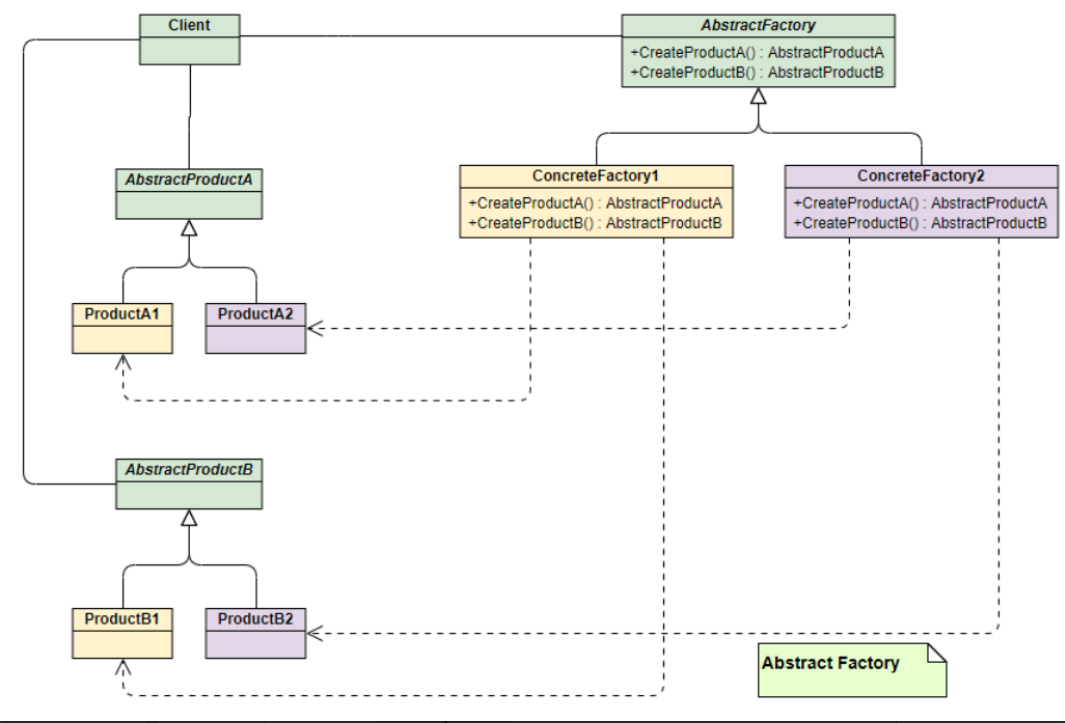 Client
AbstractFactory
+CreateProductA() : AbstractProductA
+CreateProductB() : AbstractProductB
AbstractProductA
ConcreteFactory1
+CreateProductA() : AbstractProductA
+CreateProductB() : AbstractProductB
ConcreteFactory2
+CreateProductA() : AbstractProductA
+CreateProductB() : AbstractProductB
ProductA1
ProductA2
AbstractProductB
ProductB1
ProductB2
Abstract Factory